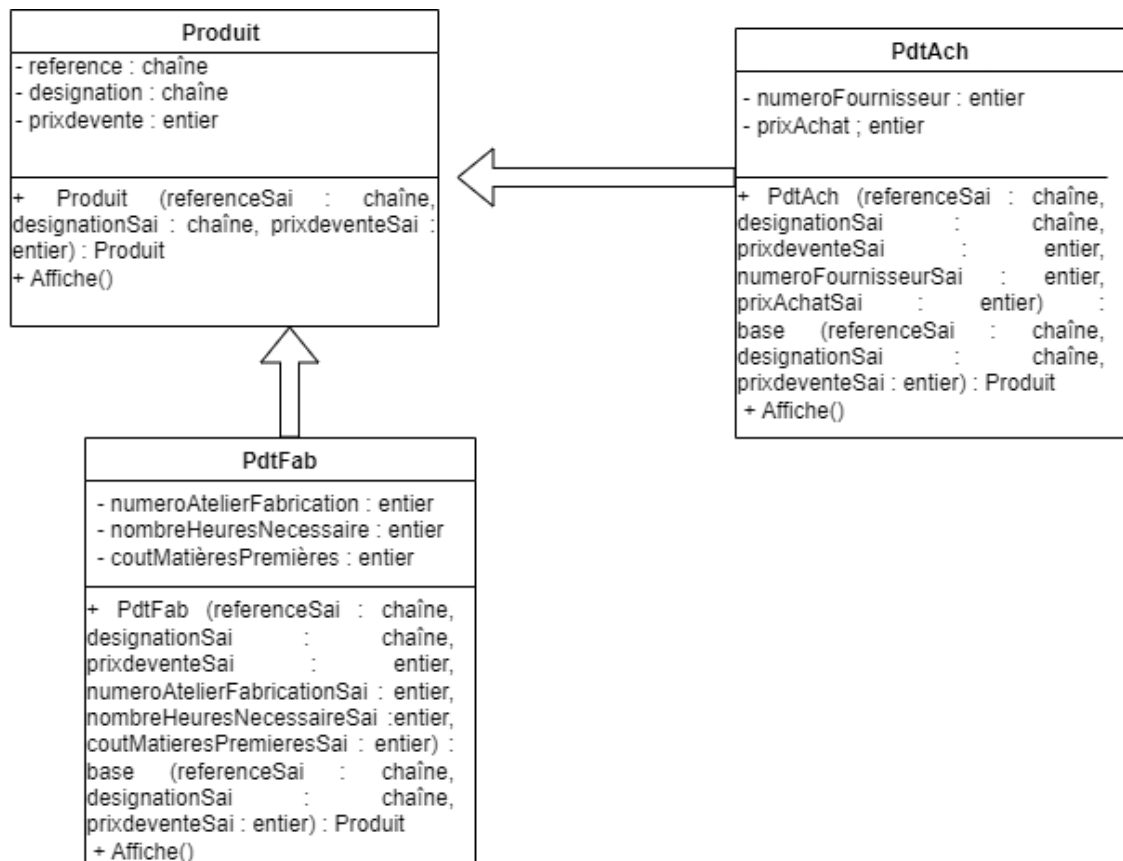 Produit
- reference : chaîne
- designation : chaîne
- prixdevente : entier
+ Produit (referenceSai : chaîne,
designationSai : chaîne, prixdeventeSai :
entier) : Produit
+ Affiche()
PdtAch
- numeroFournisseur : entier
- prixAchat ; entier
+ PdtAch (referenceSai : chaîne,
designationSai : chaîne,
prixdeventeSai : entier,
numeroFournisseurSai : entier,
prixAchatSai : entier) :
base (referenceSai : chaîne,
designationSai : chaîne,
prixdeventeSai : entier) : Produit
+ Affiche()
PdtFab
- numeroAtelierFabrication : entier
- nombreHeuresNecessaire : entier
- coutMatièresPremières : entier
+ PdtFab (referenceSai : chaîne,
designationSai : chaîne,
prixdeventeSai : entier,
numeroAtelierFabricationSai : entier,
nombreHeuresNecessaireSai :entier,
coutMatieresPremieresSai : entier) :
base (referenceSai : chaîne,
designationSai : chaîne,
prixdeventeSai : entier) : Produit
+ Affiche()